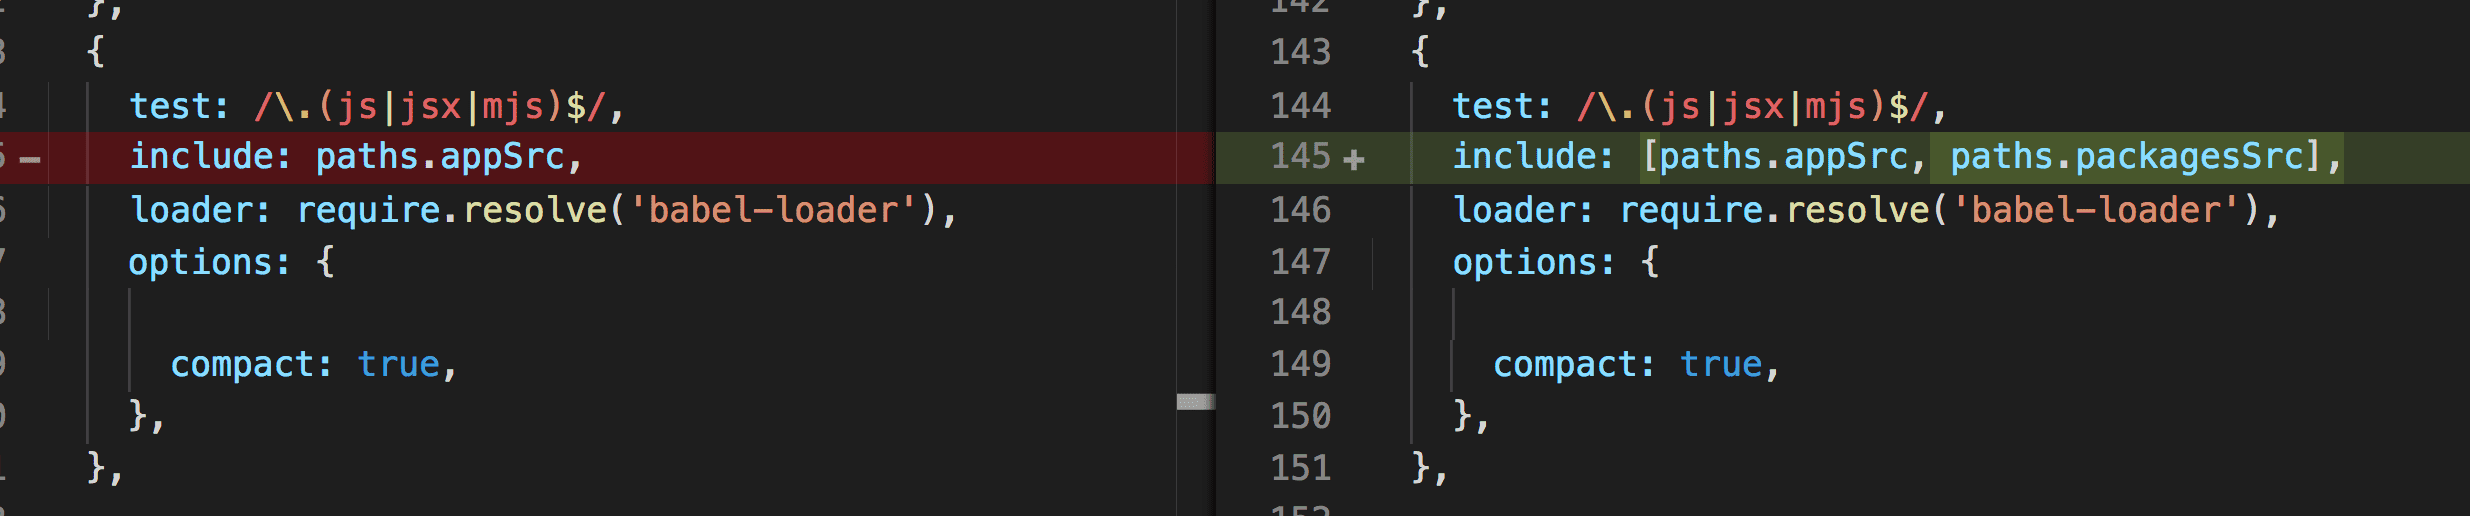 },
{
test: /\.(js|jsx|mjs)$/,
− include: paths.appSrc,
loader: require.resolve('babel-loader'),
options: {
compact: true,
},
},
142 },
143 {
144 test: /\.(js|jsx|mjs)$/,
145 + include: [paths.appSrc, paths.packagesSrc],
146 loader: require.resolve('babel-loader'),
147 options: {
148
149 compact: true,
150 },
151 },
152